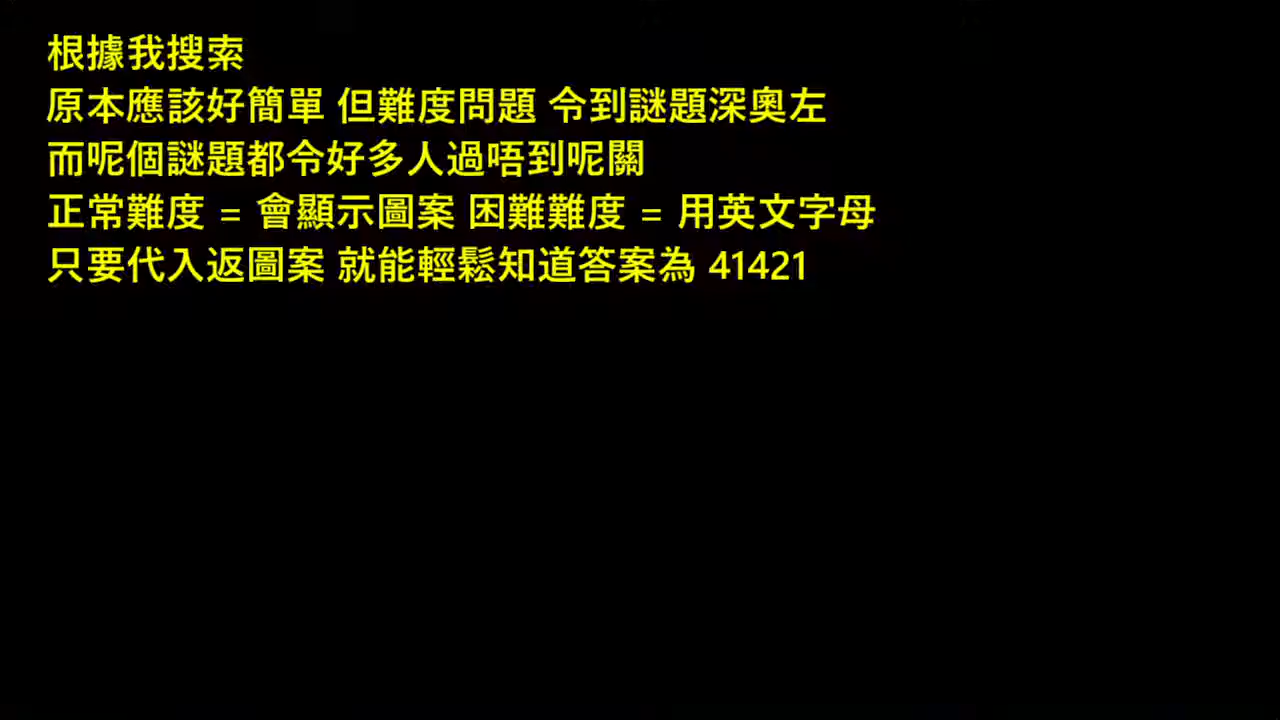 根據我搜索
原本應該好簡單 但難度問題 令到謎題深奧左
而呢個謎題都令好多人過唔到呢關
正常難度 = 會顯示圖案 困難難度 = 用英文字母
只要代入返圖案 就能輕鬆知道答案為 41421